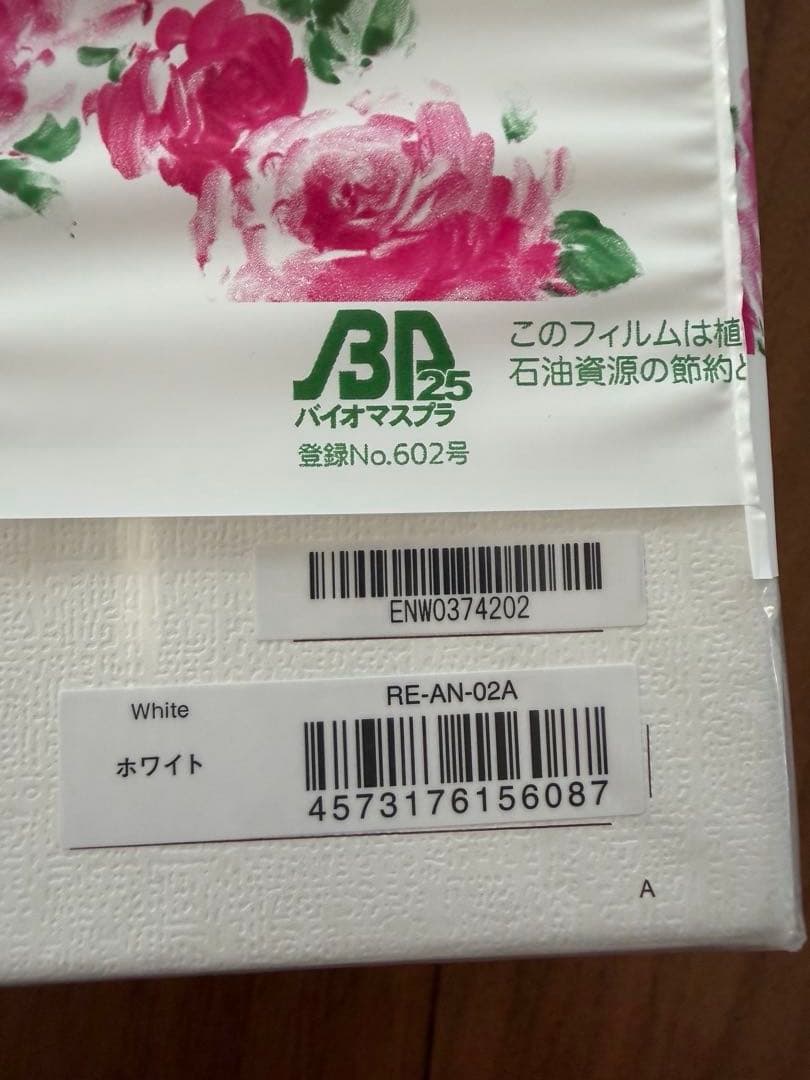 BP25
バイオマスプラ
登録No.602号
このフィルムは植
石油資源の節約と
ENW0374202
White
ホワイト
RE-AN-02A
4573176156087
A